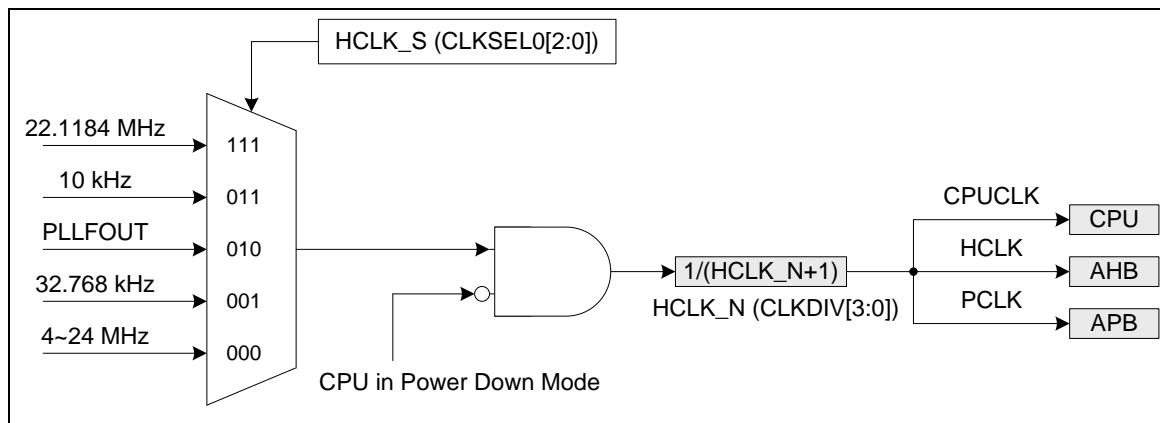 HCLK_S (CLKSEL0[2:0])
22.1184 MHz
111
10 kHz
011
PLLFOUT
010
32.768 kHz
001
4~24 MHz
000
CPU in Power Down Mode
1/(HCLK_N+1)
HCLK_N (CLKDIV[3:0])
CPUCLK
CPU
HCLK
AHB
PCLK
APB